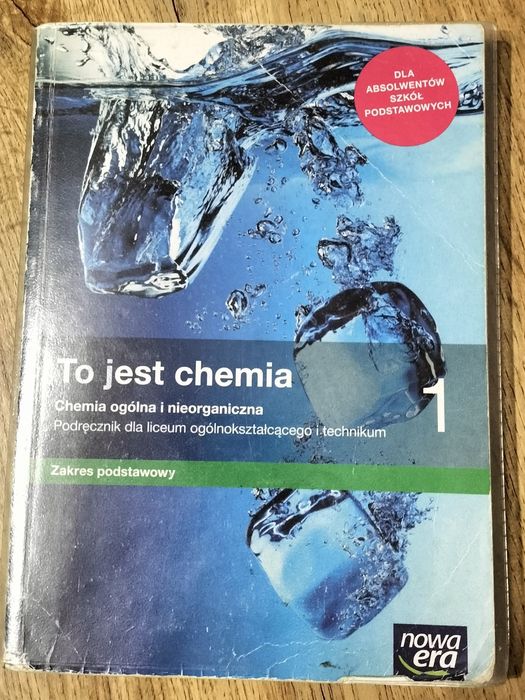 DLA
ABSOLWENTÓW
SZKÓŁ
PODSTAWOWYCH
To jest chemia
1
Chemia ogólna i nieorganiczna
Podręcznik dla liceum ogólnokształcącego i technikum
Zakres podstawowy
nowa
era